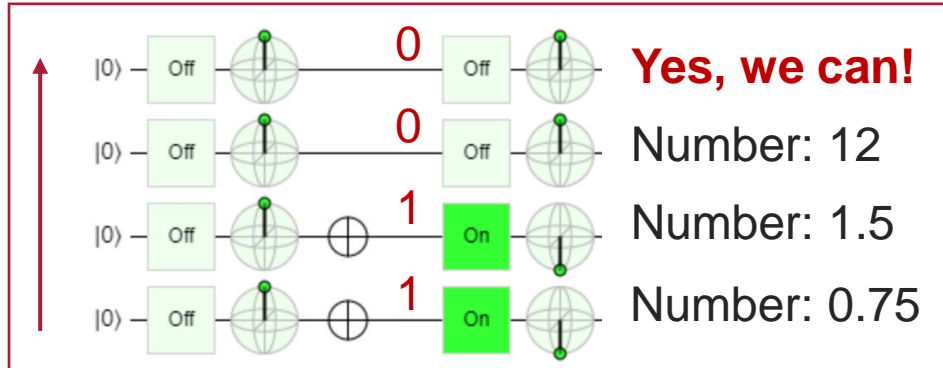 0
|0⟩ Off Off Yes, we can!
0
|0⟩ Off Off Number: 12
1
|0⟩ Off On Number: 1.5
1
|0⟩ Off On Number: 0.75